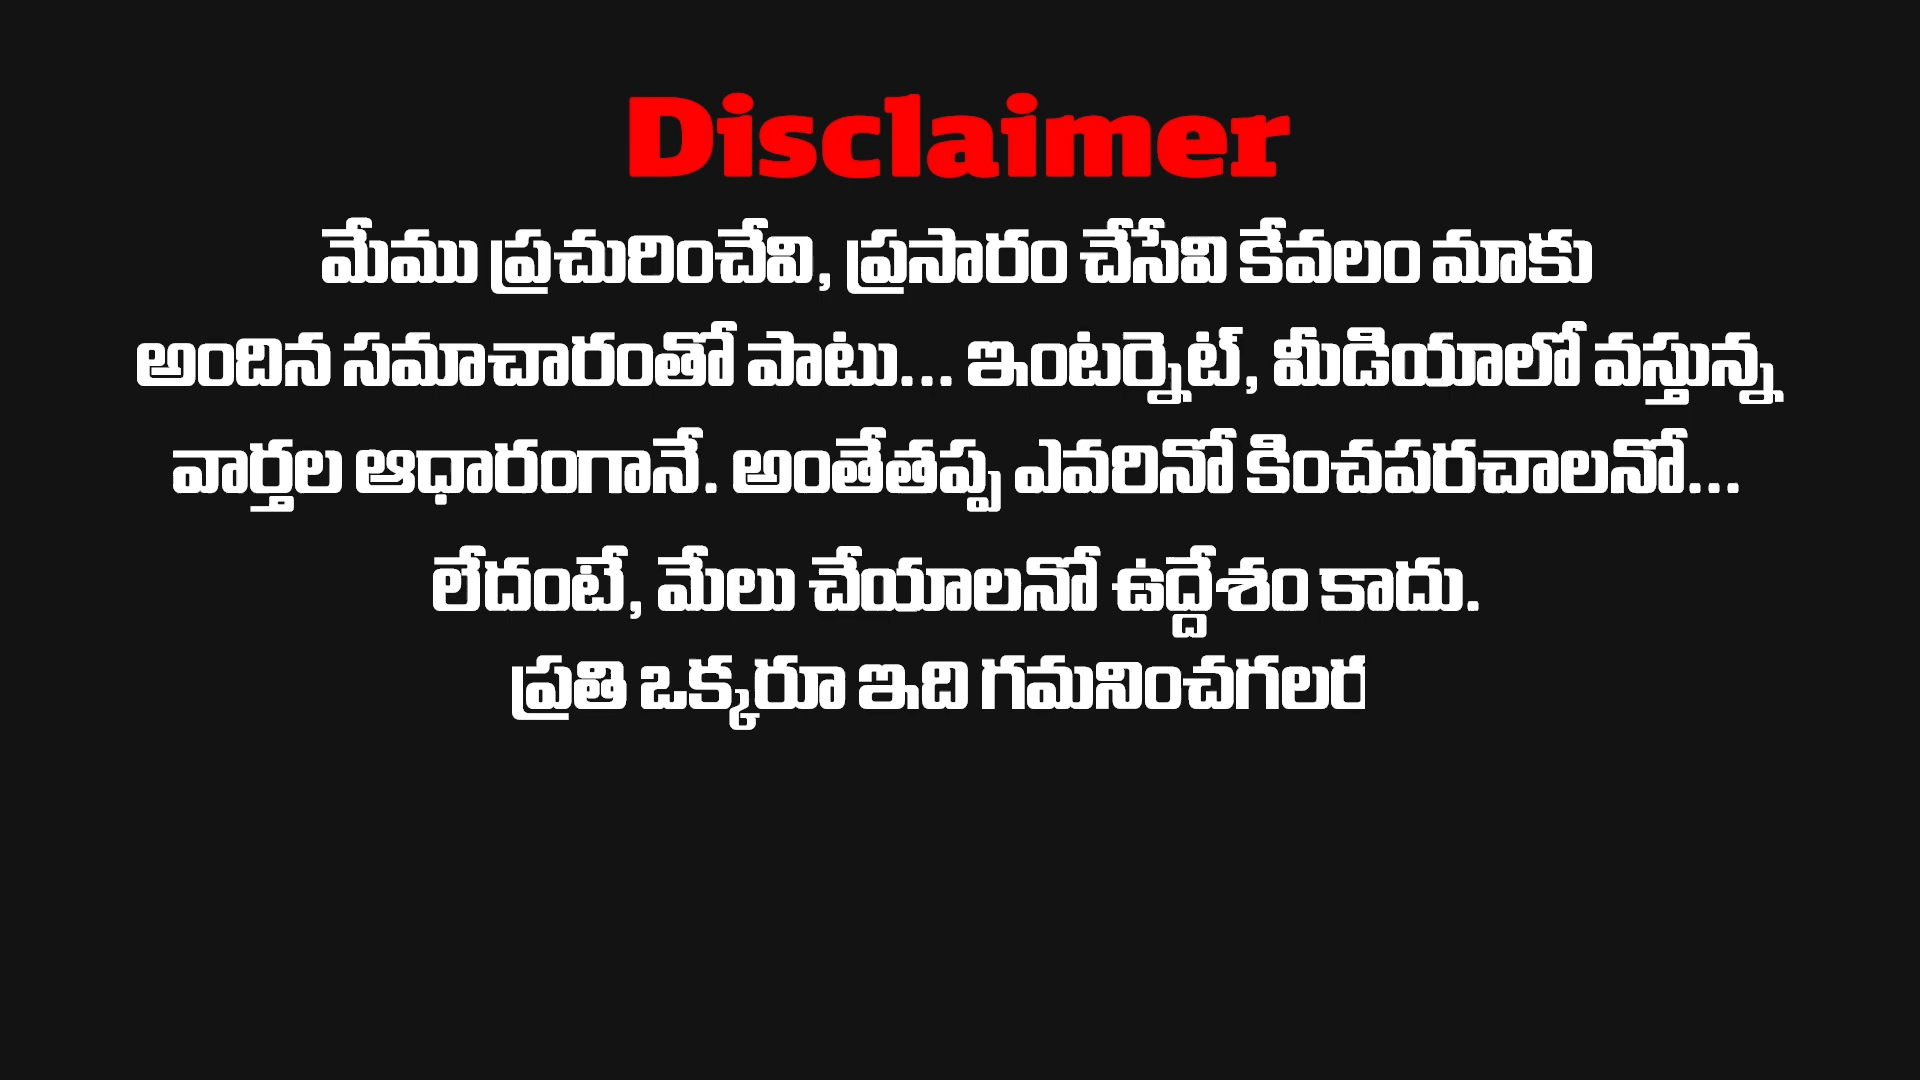 Disclaimer
మేము ప్రచురించేవి, ప్రసారం చేసేవి కేవలం మాకు
అందిన సమాచారంతో పాటు... ఇంటర్నెట్, మీడియాలో వస్తున్న
వార్తల ఆధారంగానే. అంతేతప్ప ఎవరినో కించపరచాలనో...
లేదంటే, మేలు చేయాలనో ఉద్దేశం కాదు.
ప్రతి ఒక్కరూ ఇది గమనించగలర